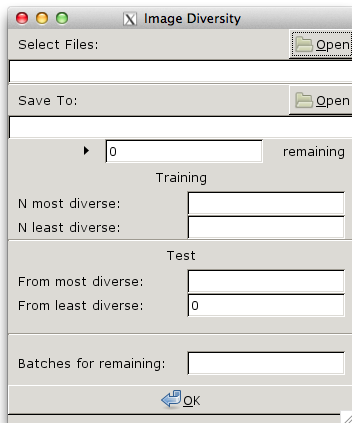 Image Diversity
Select Files: Open
Save To: Open
0 remaining
Training
N most diverse:
N least diverse:
Test
From most diverse:
From least diverse: 0
Batches for remaining:
OK